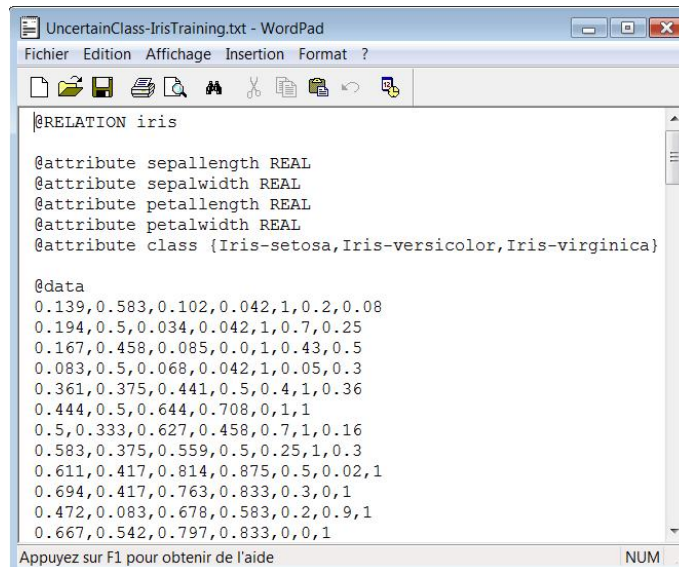 UncertainClass-IrisTraining.txt - WordPad
Fichier Edition Affichage Insertion Format ?
@RELATION iris
@attribute sepallength REAL
@attribute sepalwidth REAL
@attribute petallength REAL
@attribute petalwidth REAL
@attribute class {Iris-setosa,Iris-versicolor,Iris-virginica}
@data
0.139,0.583,0.102,0.042,1,0.2,0.08
0.194,0.5,0.034,0.042,1,0.7,0.25
0.167,0.458,0.085,0.0,1,0.43,0.5
0.083,0.5,0.068,0.042,1,0.05,0.3
0.361,0.375,0.441,0.5,0.4,1,0.36
0.444,0.5,0.644,0.708,0,1,1
0.5,0.333,0.627,0.458,0.7,1,0.16
0.583,0.375,0.559,0.5,0.25,1,0.3
0.611,0.417,0.814,0.875,0.5,0.02,1
0.694,0.417,0.763,0.833,0.3,0,1
0.472,0.083,0.678,0.583,0.2,0.9,1
0.667,0.542,0.797,0.833,0,0,1
Appuyez sur F1 pour obtenir de l'aide NUM